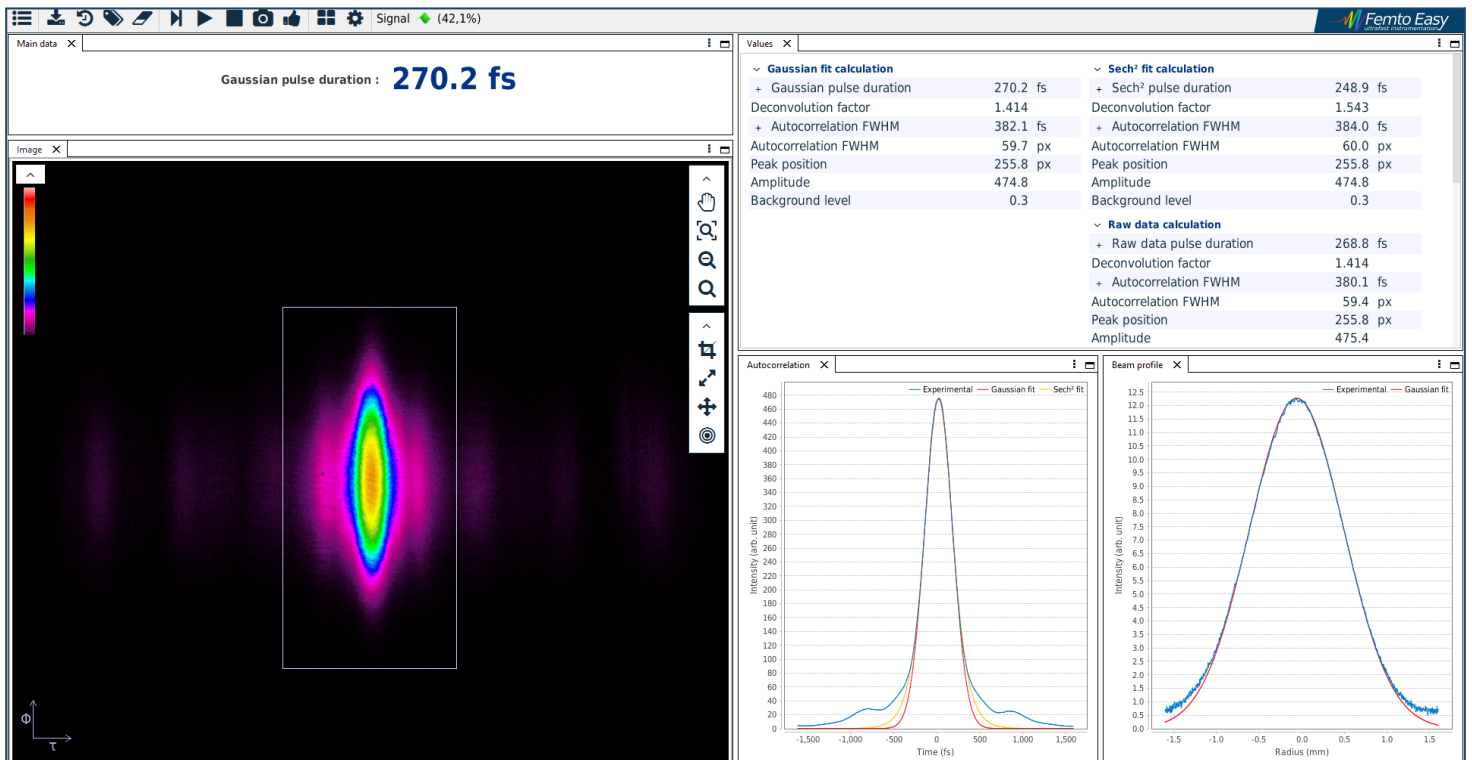 Signal (42,1%)
Femto Easy
ultrafast instrumentation
Main data
Gaussian pulse duration : 270.2 fs
Image
Φ
τ
Values
Gaussian fit calculation
+ Gaussian pulse duration 270.2 fs
Deconvolution factor 1.414
+ Autocorrelation FWHM 382.1 fs
Autocorrelation FWHM 59.7 px
Peak position 255.8 px
Amplitude 474.8
Background level 0.3
Sech² fit calculation
+ Sech² pulse duration 248.9 fs
Deconvolution factor 1.543
+ Autocorrelation FWHM 384.0 fs
Autocorrelation FWHM 60.0 px
Peak position 255.8 px
Amplitude 474.8
Background level 0.3
Raw data calculation
+ Raw data pulse duration 268.8 fs
Deconvolution factor 1.414
+ Autocorrelation FWHM 380.1 fs
Autocorrelation FWHM 59.4 px
Peak position 255.8 px
Amplitude 475.4
Autocorrelation
Experimental Gaussian fit Sech² fit
Intensity (arb. unit)
480
460
440
420
400
380
360
340
320
300
280
260
240
220
200
180
160
140
120
100
80
60
40
20
0
-1,500 -1,000 -500 0 500 1,000 1,500
Time (fs)
Beam profile
Experimental Gaussian fit
Intensity (arb. unit)
12.5
12.0
11.5
11.0
10.5
10.0
9.5
9.0
8.5
8.0
7.5
7.0
6.5
6.0
5.5
5.0
4.5
4.0
3.5
3.0
2.5
2.0
1.5
1.0
0.5
0.0
-1.5 -1.0 -0.5 0.0 0.5 1.0 1.5
Radius (mm)